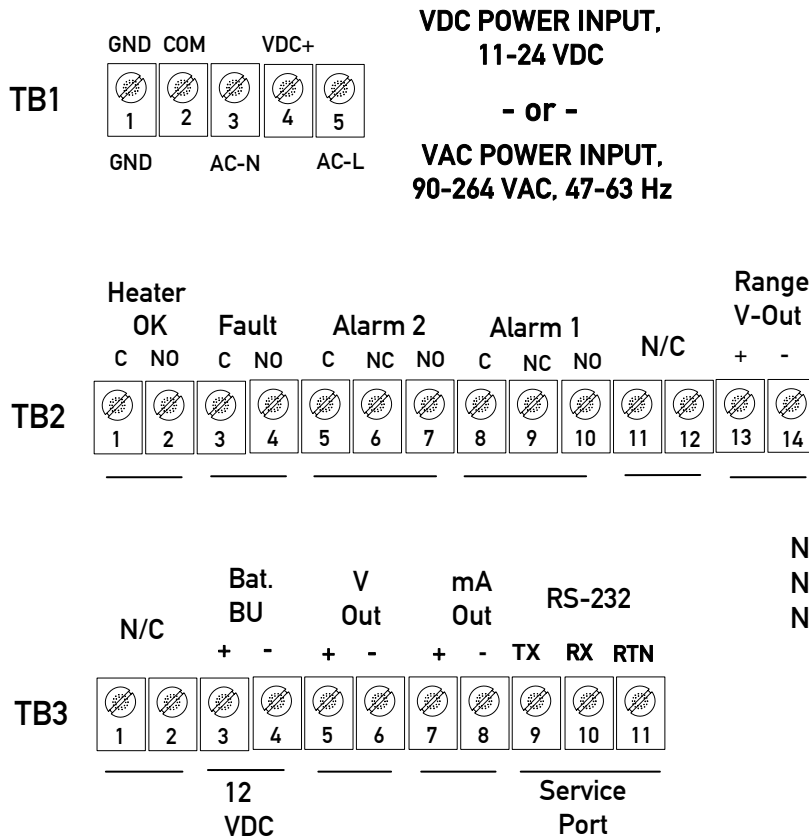 GND COM VDC+
TB1
1 2 3 4 5
GND AC-N AC-L
VDC POWER INPUT,
11-24 VDC
- or -
VAC POWER INPUT,
90-264 VAC, 47-63 Hz
Heater
OK
Fault
Alarm 2
Alarm 1
N/C
Range
V-Out
C NO C NO C NC NO C NC NO + -
TB2
1 2 3 4 5 6 7 8 9 10 11 12 13 14
N
N
N
N/C
Bat.
BU
V
Out
mA
Out
RS-232
+ - + - + - TX RX RTN
TB3
1 2 3 4 5 6 7 8 9 10 11
12
VDC
Service
Port